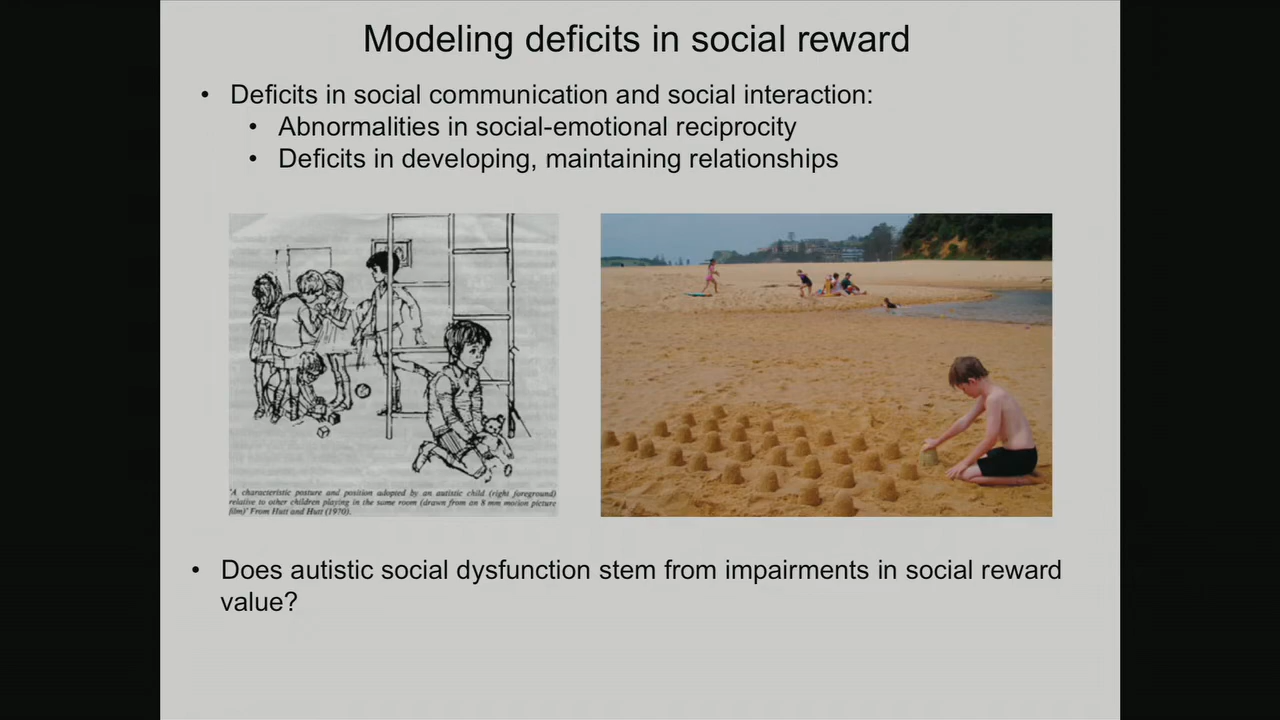 Modeling deficits in social reward
• Deficits in social communication and social interaction:
• Abnormalities in social-emotional reciprocity
• Deficits in developing, maintaining relationships
'A characteristic posture and position adopted by an autistic child (right foreground)
relative to other children playing in the same room (drawn from an 8 mm motion picture
film)' From Hutt and Hutt (1970).
• Does autistic social dysfunction stem from impairments in social reward
value?